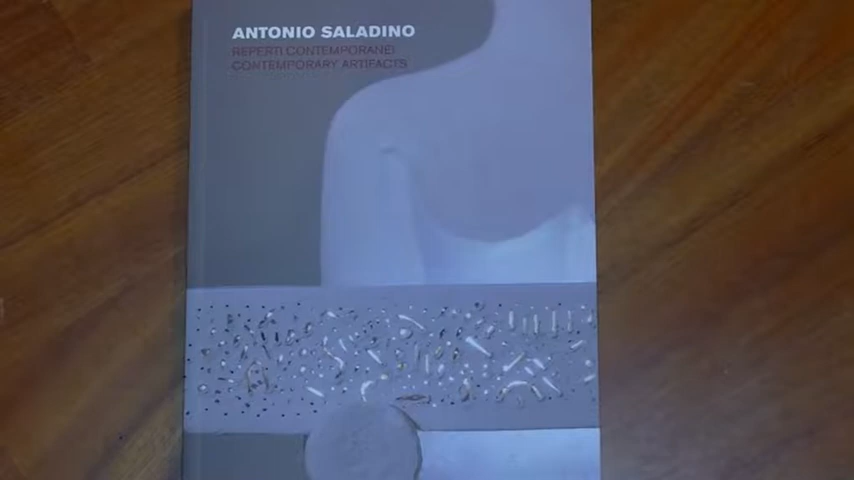 ANTONIO SALADINO
REPERTI CONTEMPORANEI
CONTEMPORARY ARTIFACTS